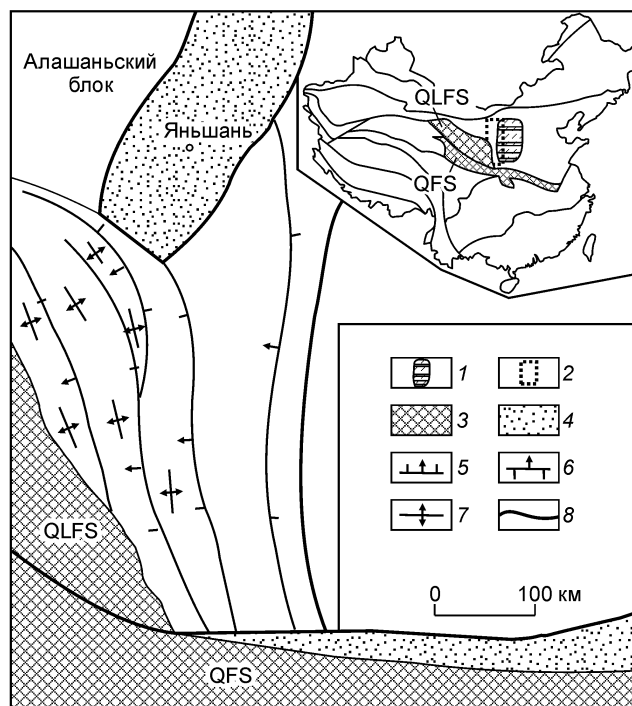 Алашаньский
блок
Яньшань
QLFS
QFS
1
2
3
4
5
6
7
8
0 100 км
QLFS
QFS